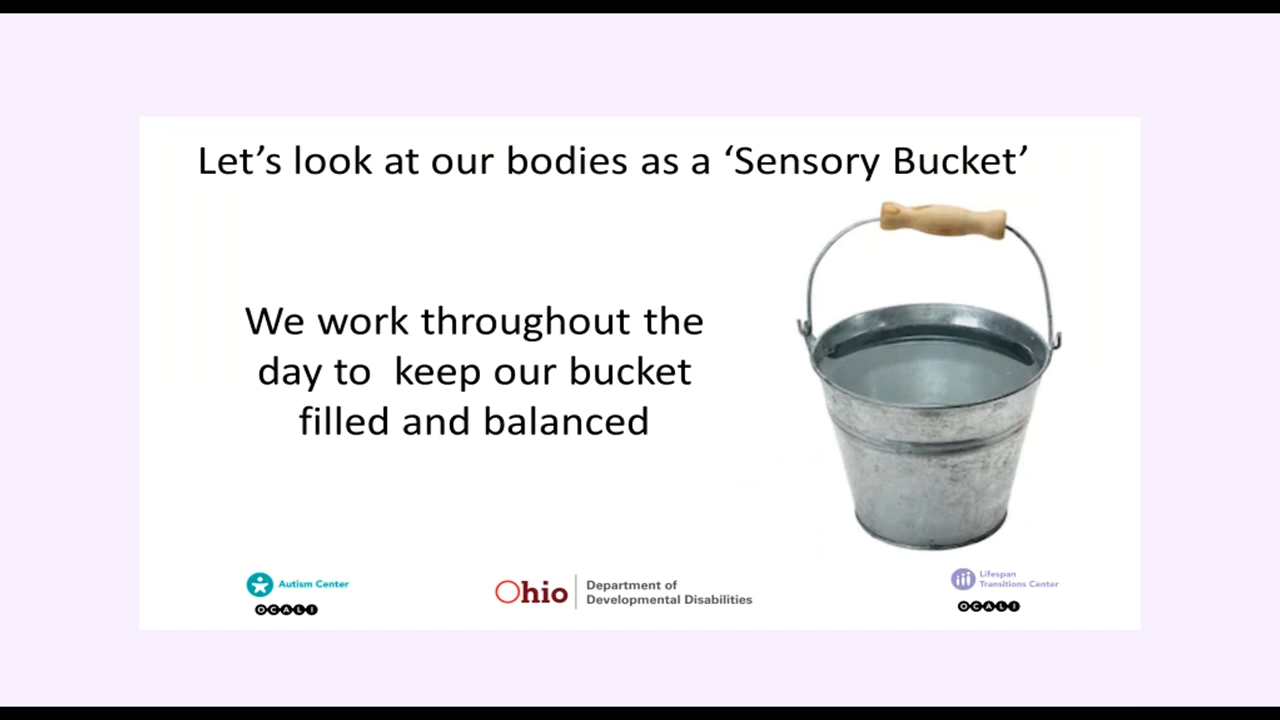 Let’s look at our bodies as a ‘Sensory Bucket’
We work throughout the
day to  keep our bucket
filled and balanced
Autism Center
OCALI
Ohio
Department of
Developmental Disabilities
Lifespan
Transitions Center
OCALI